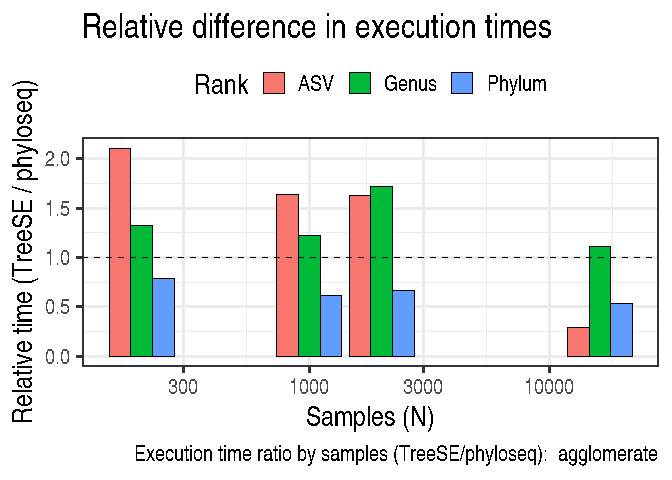 Relative difference in execution times
Rank ASV Genus Phylum
Relative time (TreeSE / phyloseq)
2.0
1.5
1.0
0.5
0.0
300 1000 3000 10000
Samples (N)
Execution time ratio by samples (TreeSE/phyloseq): agglomerate